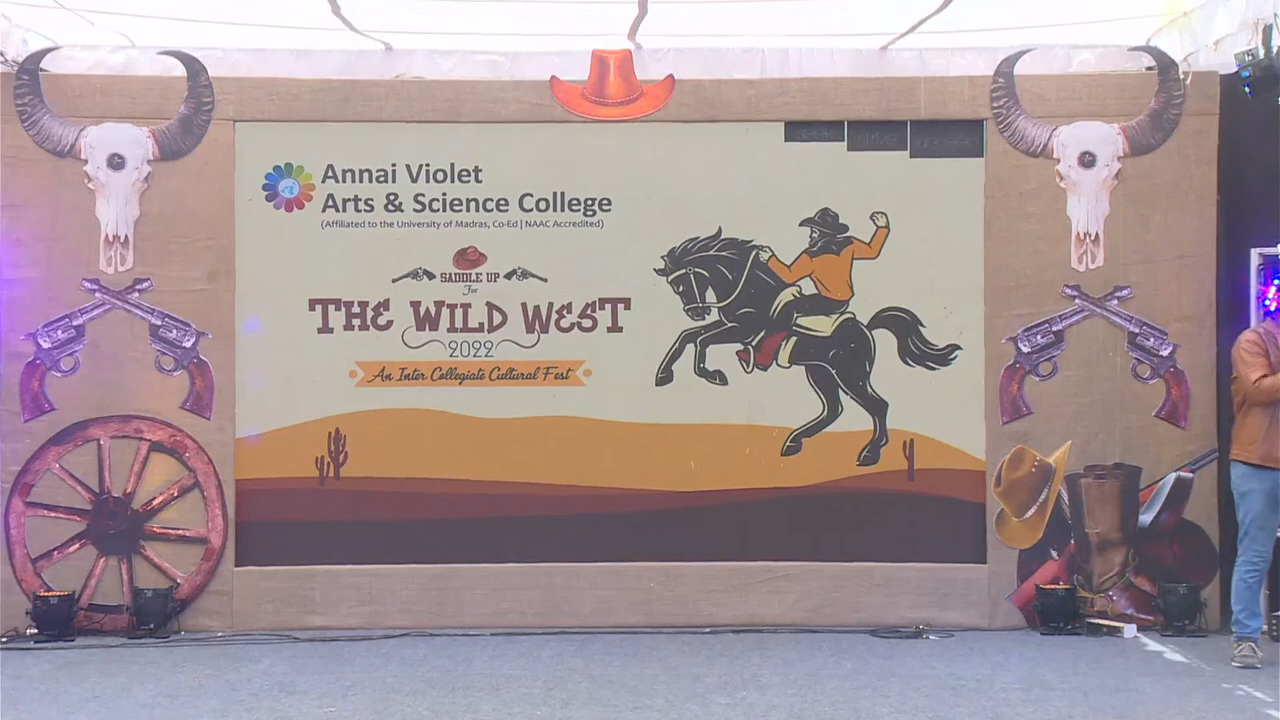 Annai Violet
Arts & Science College
(Affiliated to the University of Madras, Co-Ed | NAAC Accredited)
SADDLE UP
For
THE WILD WEST
2022
An Inter Collegiate Cultural Fest